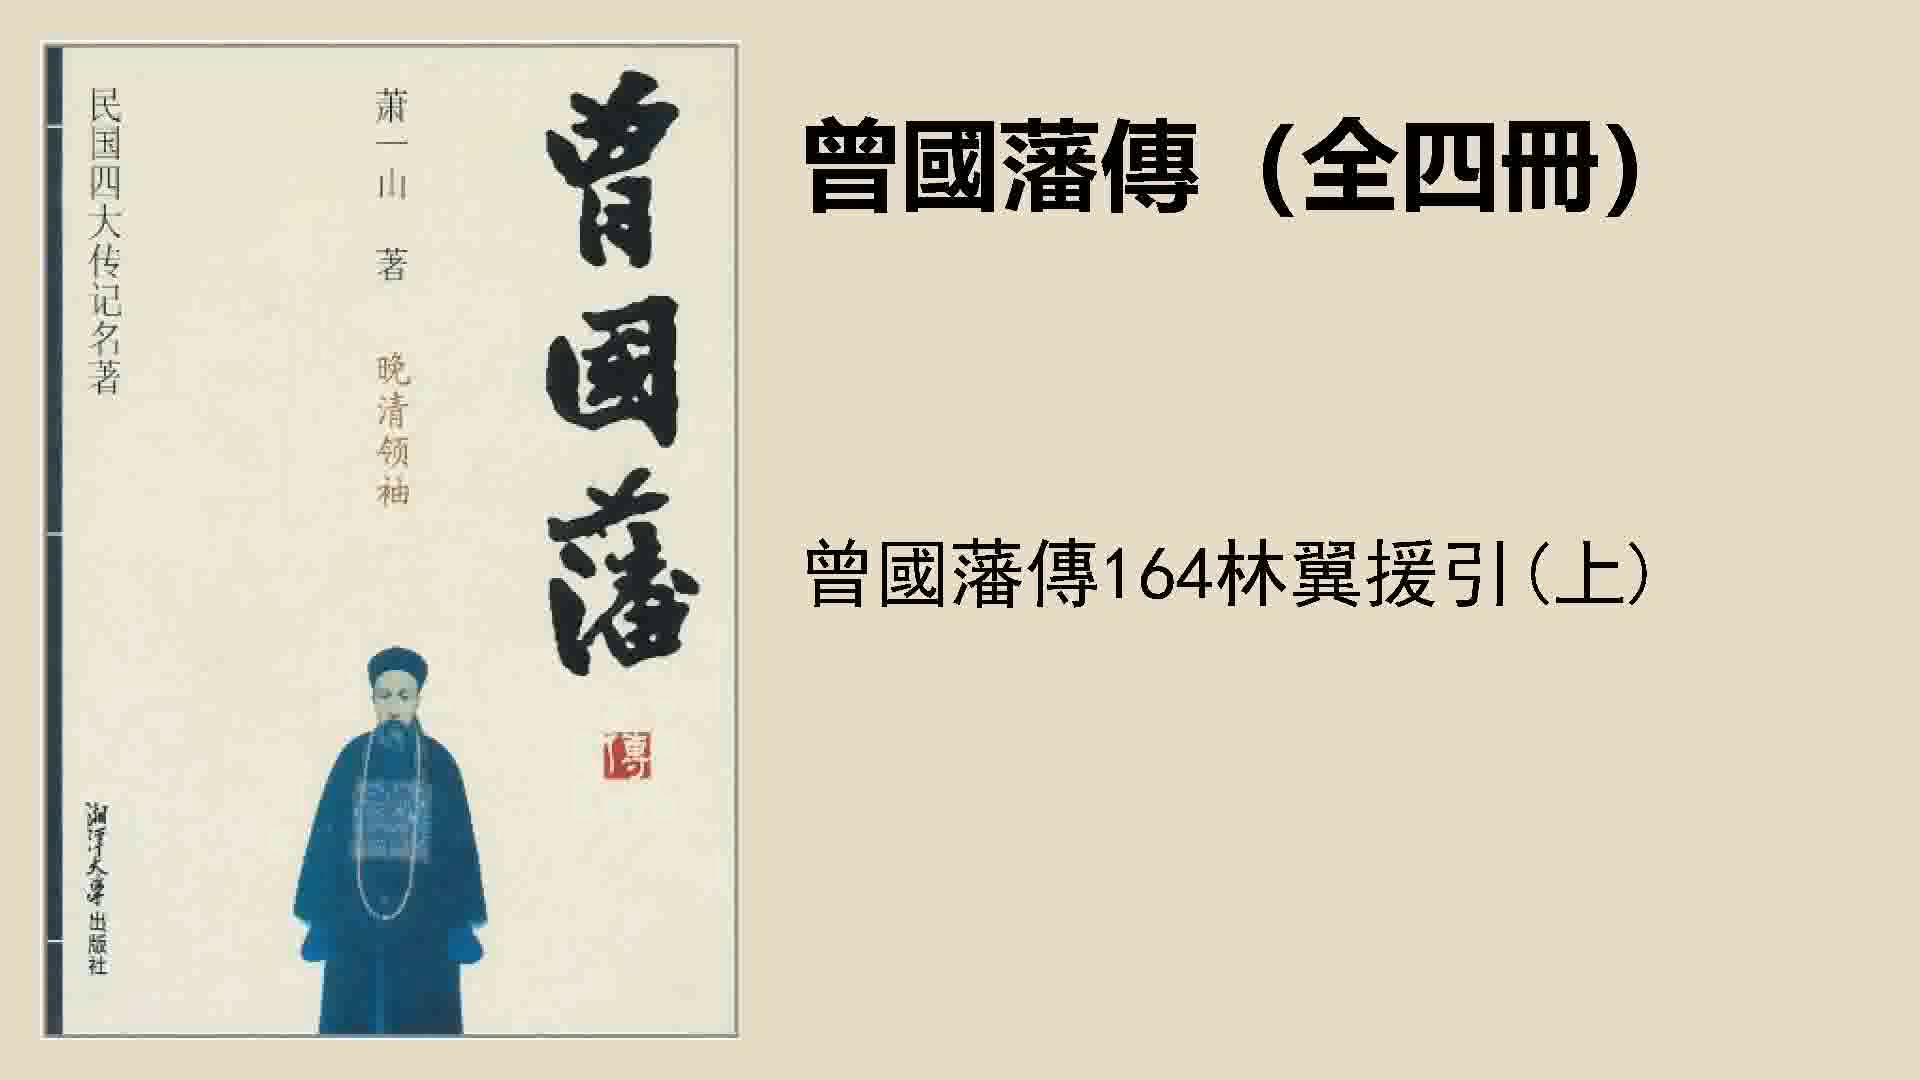 曾國藩傳（全四冊）
曾國藩傳164林翼援引(上)
曾國藩
傳
萧一山 著 晚清领袖
民国四大传记名著
湘潭大学出版社